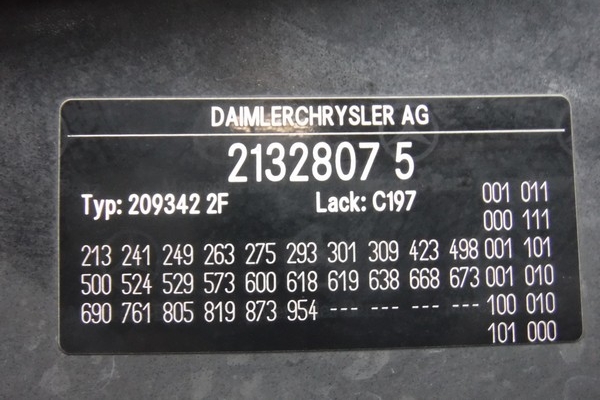 DAIMLERCHRYSLER AG
2132807 5
Typ: 209342 2F Lack: C197 001 011
000 111
213 241 249 263 275 293 301 309 423 498 001 101
500 524 529 573 600 618 619 638 668 673 001 010
690 761 805 819 873 954 --- --- --- --- 100 010
101 000